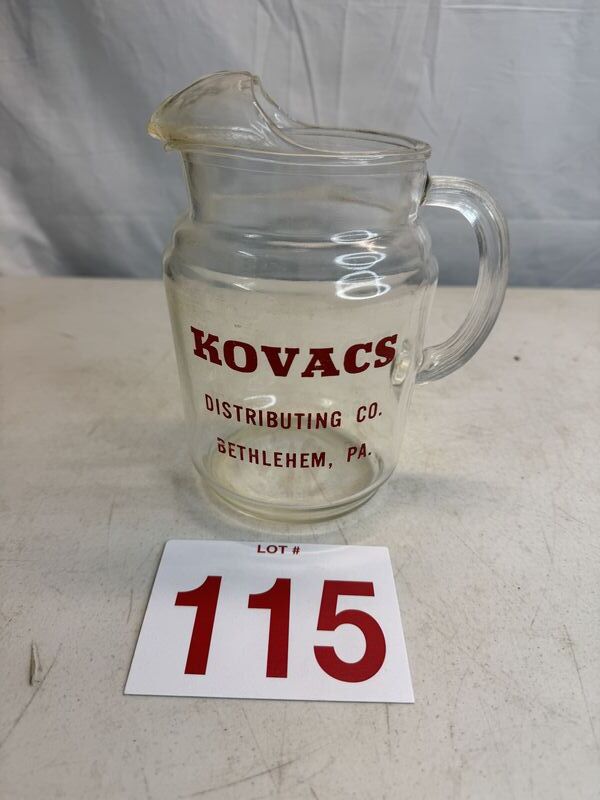 KOVACS
DISTRIBUTING CO.
BETHLEHEM, PA.
LOT #
115